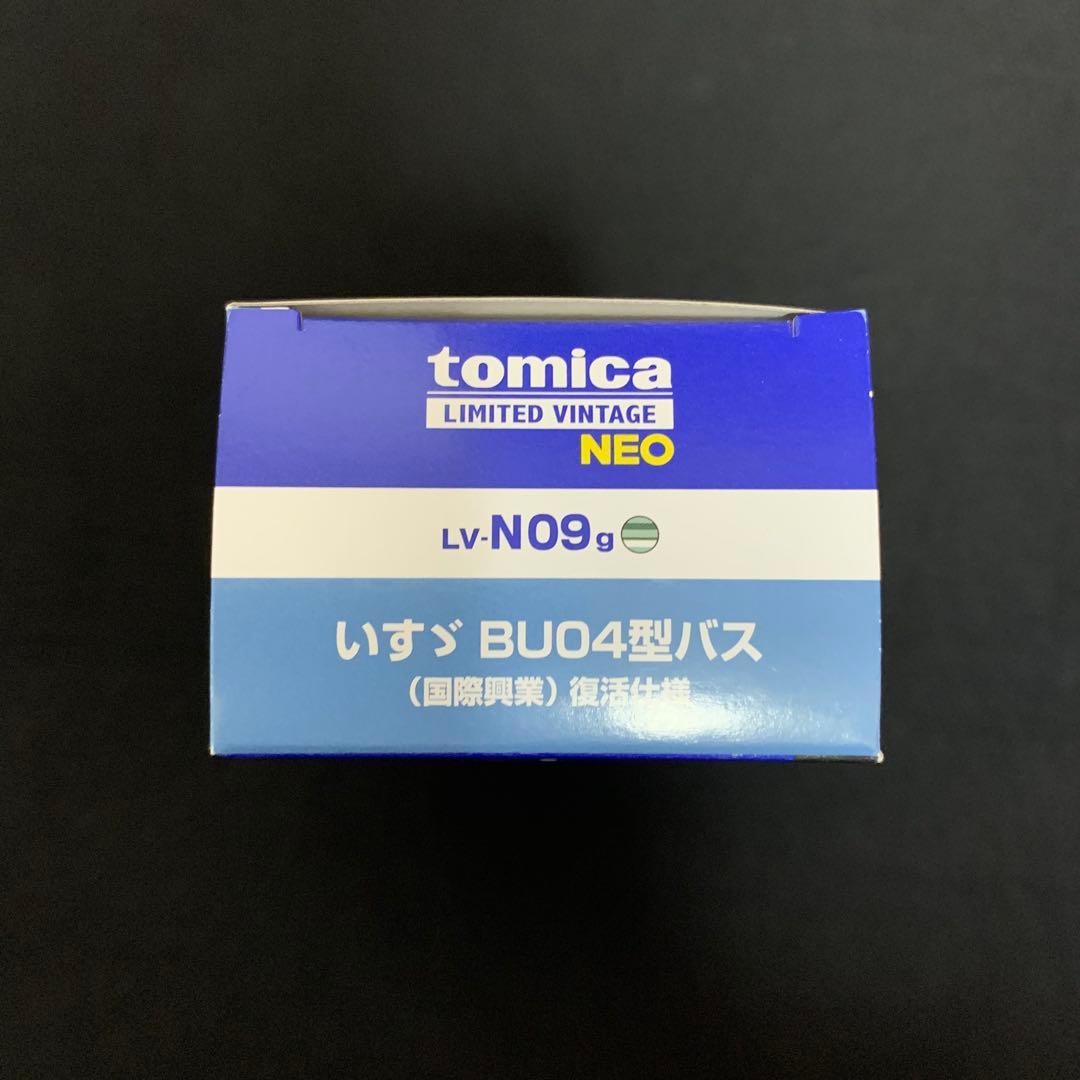 tomica
LIMITED VINTAGE
NEO
LV-N09g
いすゞ BU04型バス
(国際興業)復活仕様